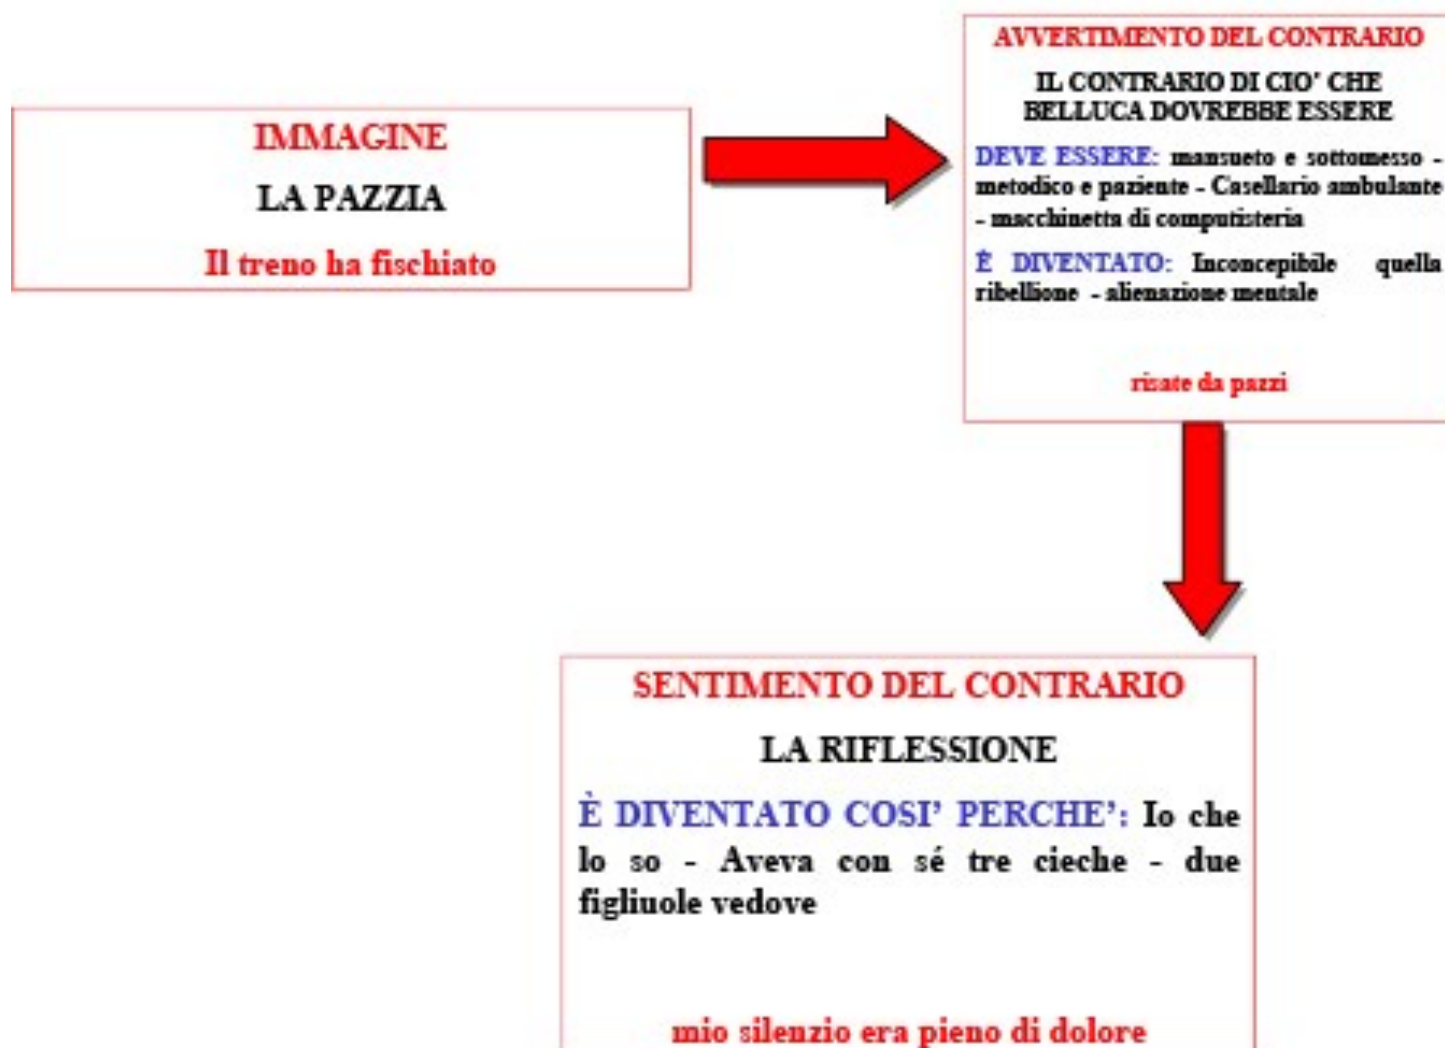 IMMAGINE
LA PAZZIA
Il treno ha fischiato
AVVERTIMENTO DEL CONTRARIO
IL CONTRARIO DI CIO' CHE
BELLUCA DOVREBBE ESSERE
DEVE ESSERE: mansueto e sottomesso -
metodico e paziente - Casellario ambulante
- macchinetta di computisteria
È DIVENTATO: Inconcepibile quella
ribellione - alienazione mentale
risate da pazzi
SENTIMENTO DEL CONTRARIO
LA RIFLESSIONE
È DIVENTATO COSI' PERCHE': Io che
lo so - Aveva con sé tre cieche - due
figliuole vedove
mio silenzio era pieno di dolore